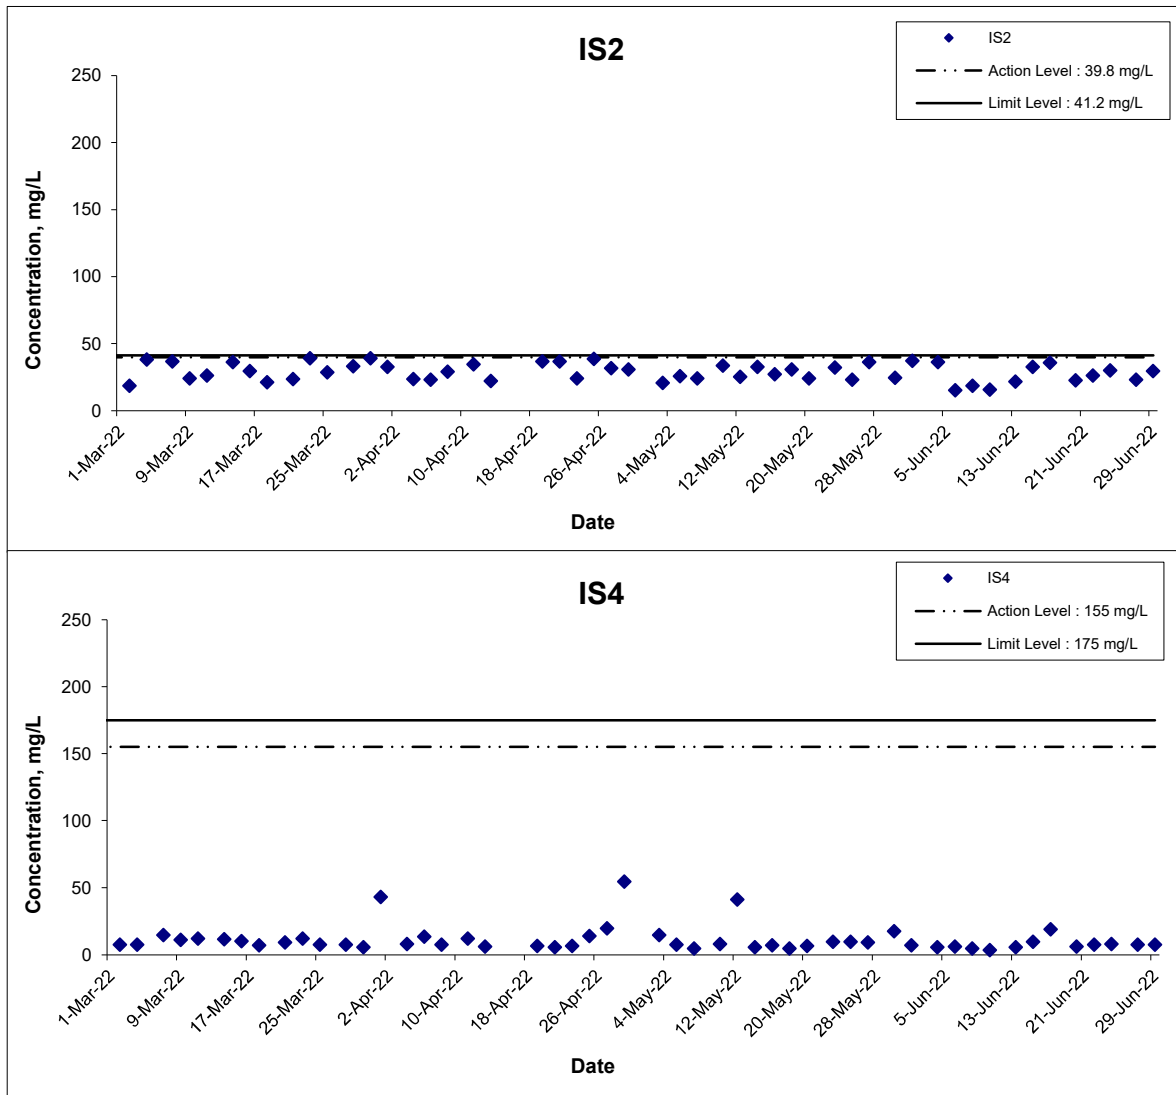 IS2
IS2
Action Level : 39.8 mg/L
Limit Level : 41.2 mg/L
Concentration, mg/L
250
200
150
100
50
0
1-Mar-22
9-Mar-22
17-Mar-22
25-Mar-22
2-Apr-22
10-Apr-22
18-Apr-22
26-Apr-22
4-May-22
12-May-22
20-May-22
28-May-22
5-Jun-22
13-Jun-22
21-Jun-22
29-Jun-22
Date
IS4
IS4
Action Level : 155 mg/L
Limit Level : 175 mg/L
Concentration, mg/L
250
200
150
100
50
0
1-Mar-22
9-Mar-22
17-Mar-22
25-Mar-22
2-Apr-22
10-Apr-22
18-Apr-22
26-Apr-22
4-May-22
12-May-22
20-May-22
28-May-22
5-Jun-22
13-Jun-22
21-Jun-22
29-Jun-22
Date